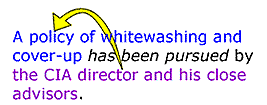 A policy of whitewashing and
cover-up has been pursued by
the CIA director and his close
advisors.